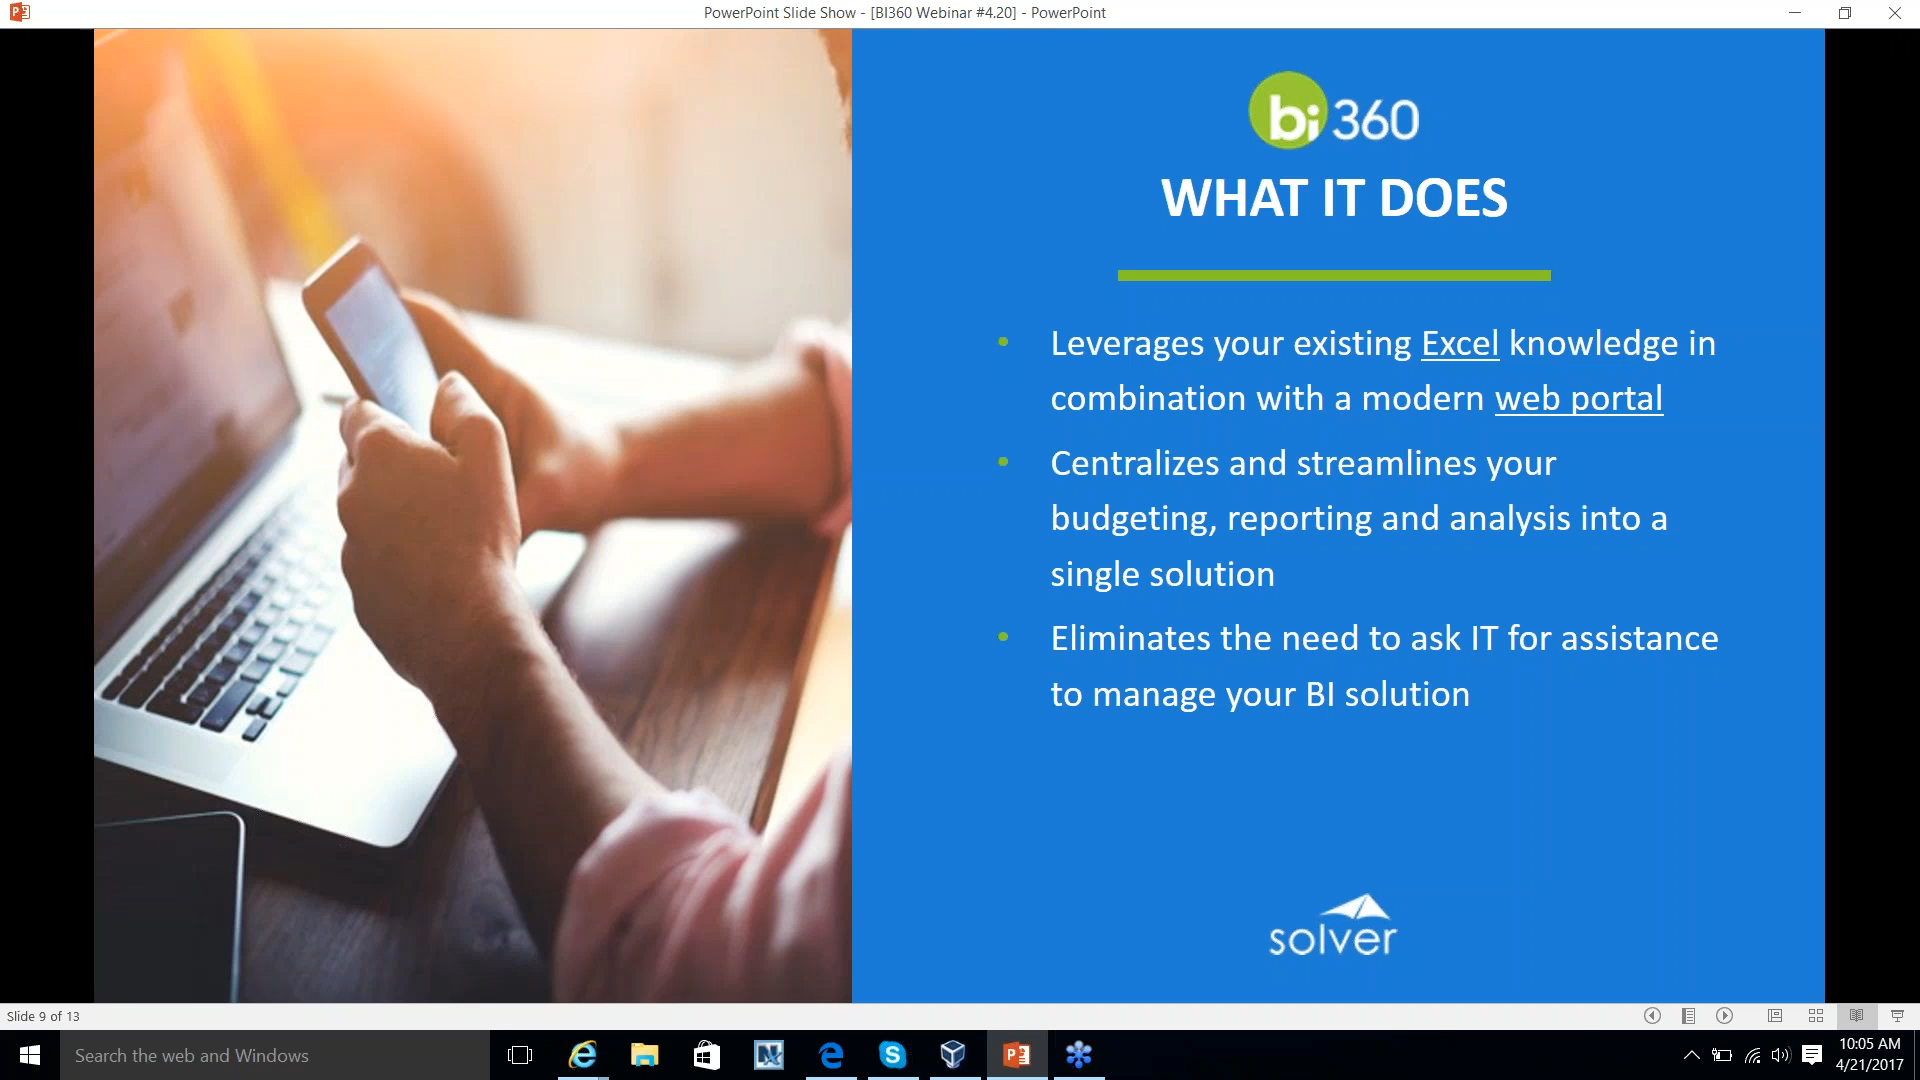 PowerPoint Slide Show - [BI360 Webinar #4.20] - PowerPoint
bi 360
WHAT IT DOES
• Leverages your existing Excel knowledge in
combination with a modern web portal
• Centralizes and streamlines your
budgeting, reporting and analysis into a
single solution
• Eliminates the need to ask IT for assistance
to manage your BI solution
solver
Slide 9 of 13
Search the web and Windows
10:05 AM
4/21/2017